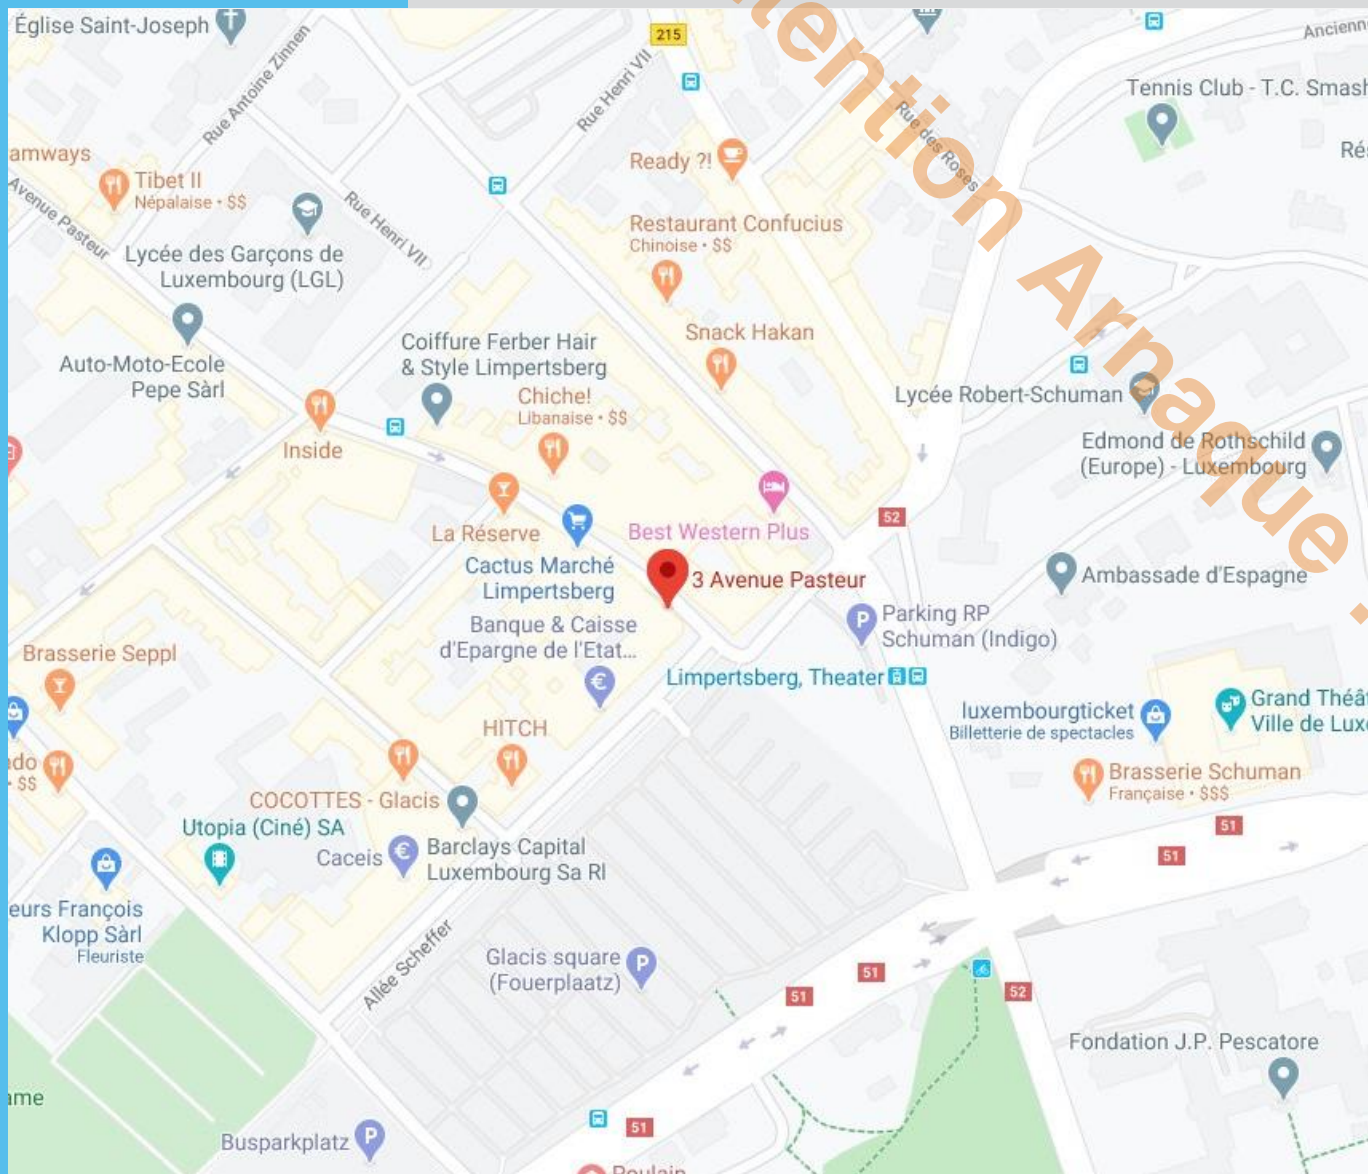 Église Saint-Joseph
215
Rue Antoine Zinnen
Rue Henri VII
Ancienn
Tennis Club - T.C. Smash
Rue des Roses
amways
Tibet II
Népalaise • $$
Ready ?!
Avenue Pasteur
Rue Henri VII
Restaurant Confucius
Chinoise • $$
Lycée des Garçons de
Luxembourg (LGL)
Snack Hakan
Coiffure Ferber Hair
& Style Limpertsberg
Auto-Moto-Ecole
Pepe Sàrl
Chiche!
Libanaise • $$
Lycée Robert-Schuman
Inside
Edmond de Rothschild
(Europe) - Luxembourg
La Réserve
Best Western Plus
52
Cactus Marché
Limpertsberg
3 Avenue Pasteur
Ambassade d'Espagne
Banque & Caisse
d'Epargne de l'Etat...
Parking RP
Schuman (Indigo)
Brasserie Seppl
Limpertsberg, Theater
Grand Théât
Ville de Luxe
luxembourgticket
Billetterie de spectacles
HITCH
do
• $$
Brasserie Schuman
Française • $$$
COCOTTES - Glacis
Utopia (Ciné) SA
51
51
Caceis
Barclays Capital
Luxembourg Sa Rl
eurs François
Klopp Sàrl
Fleuriste
Allée Scheffer
Glacis square
(Fouerplaatz)
51
51
52
Fondation J.P. Pescatore
ame
Busparkplatz
51
Poulain
ention Arnaque .